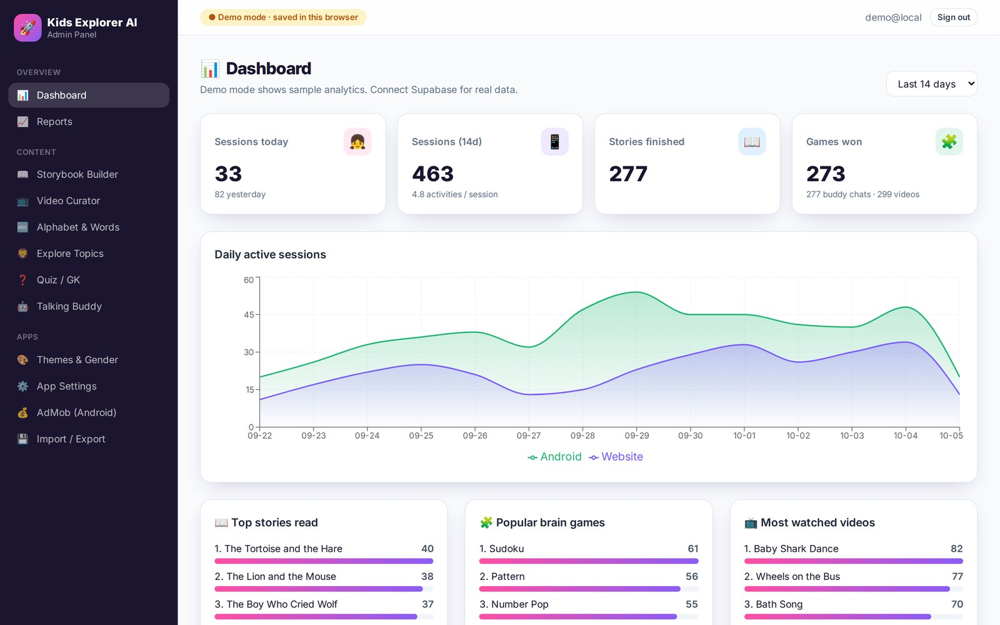 Kids Explorer AI
Admin Panel
OVERVIEW
Dashboard
Reports
CONTENT
Storybook Builder
Video Curator
Alphabet & Words
Explore Topics
Quiz / GK
Talking Buddy
APPS
Themes & Gender
App Settings
AdMob (Android)
Import / Export
Demo mode · saved in this browser
demo@local
Sign out
Dashboard
Demo mode shows sample analytics. Connect Supabase for real data.
Last 14 days
Sessions today
33
82 yesterday
Sessions (14d)
463
4.8 activities / session
Stories finished
277
Games won
273
277 buddy chats · 299 videos
Daily active sessions
60
45
30
15
0
09-22 09-23 09-24 09-25 09-26 09-27 09-28 09-29 09-30 10-01 10-02 10-03 10-04 10-05
Android Website
Top stories read
1. The Tortoise and the Hare 40
2. The Lion and the Mouse 38
3. The Boy Who Cried Wolf 37
Popular brain games
1. Sudoku 61
2. Pattern 56
3. Number Pop 55
Most watched videos
1. Baby Shark Dance 82
2. Wheels on the Bus 77
3. Bath Song 70